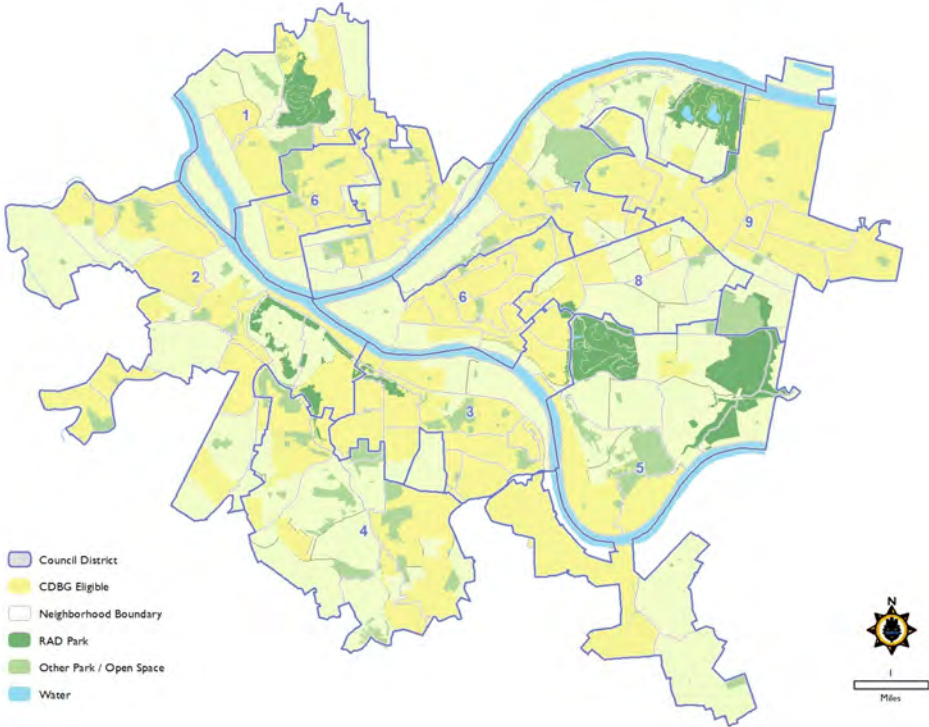 1
6
7
9
2
8
6
3
5
4
Council District
CDBG Eligible
Neighborhood Boundary
RAD Park
Other Park / Open Space
Water
N
1
Miles